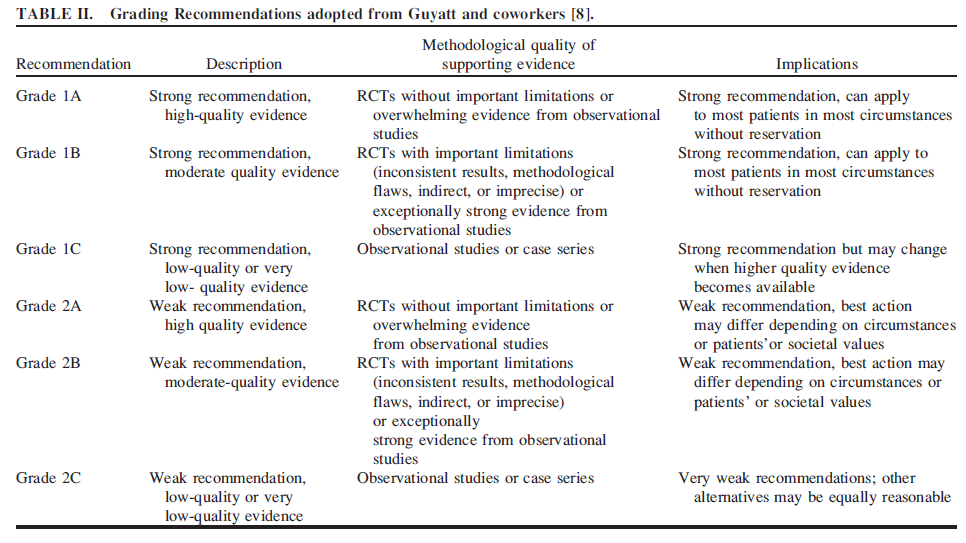 TABLE II. Grading Recommendations adopted from Guyatt and coworkers [8].
Recommendation
Description
Methodological quality of
supporting evidence
Implications
Grade 1A
Strong recommendation,
high-quality evidence
RCTs without important limitations or
overwhelming evidence from observational
studies
Strong recommendation, can apply
to most patients in most circumstances
without reservation
Grade 1B
Strong recommendation,
moderate quality evidence
RCTs with important limitations
(inconsistent results, methodological
flaws, indirect, or imprecise) or
exceptionally strong evidence from
observational studies
Strong recommendation, can apply to
most patients in most circumstances
without reservation
Grade 1C
Strong recommendation,
low-quality or very
low- quality evidence
Observational studies or case series
Strong recommendation but may change
when higher quality evidence
becomes available
Grade 2A
Weak recommendation,
high quality evidence
RCTs without important limitations or
overwhelming evidence
from observational studies
Weak recommendation, best action
may differ depending on circumstances
or patients'or societal values
Grade 2B
Weak recommendation,
moderate-quality evidence
RCTs with important limitations
(inconsistent results, methodological
flaws, indirect, or imprecise)
or exceptionally
strong evidence from observational
studies
Weak recommendation, best action may
differ depending on circumstances or
patients' or societal values
Grade 2C
Weak recommendation,
low-quality or very
low-quality evidence
Observational studies or case series
Very weak recommendations; other
alternatives may be equally reasonable